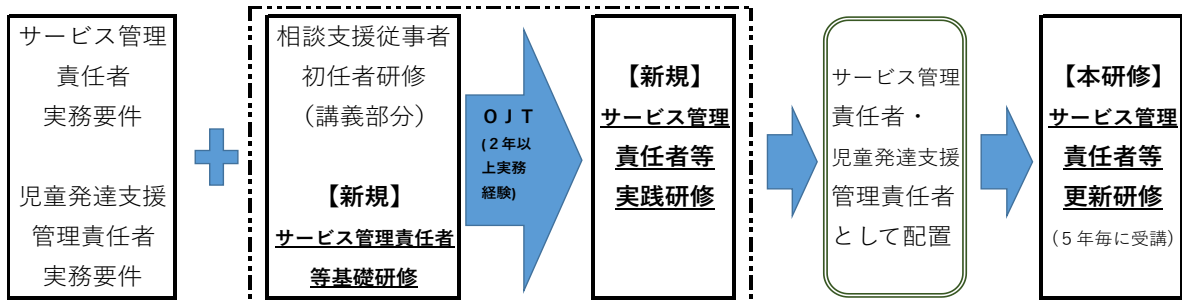 サービス管理
責任者
実務要件
児童発達支援
管理責任者
実務要件
相談支援従事者
初任者研修
（講義部分）
【新規】
サービス管理責任者
等基礎研修
ＯＪＴ
(２年以
上実務
経験)
【新規】
サービス管理
責任者等
実践研修
サービス管理
責任者・
児童発達支援
管理責任者
として配置
【本研修】
サービス管理
責任者等
更新研修
（５年毎に受講）